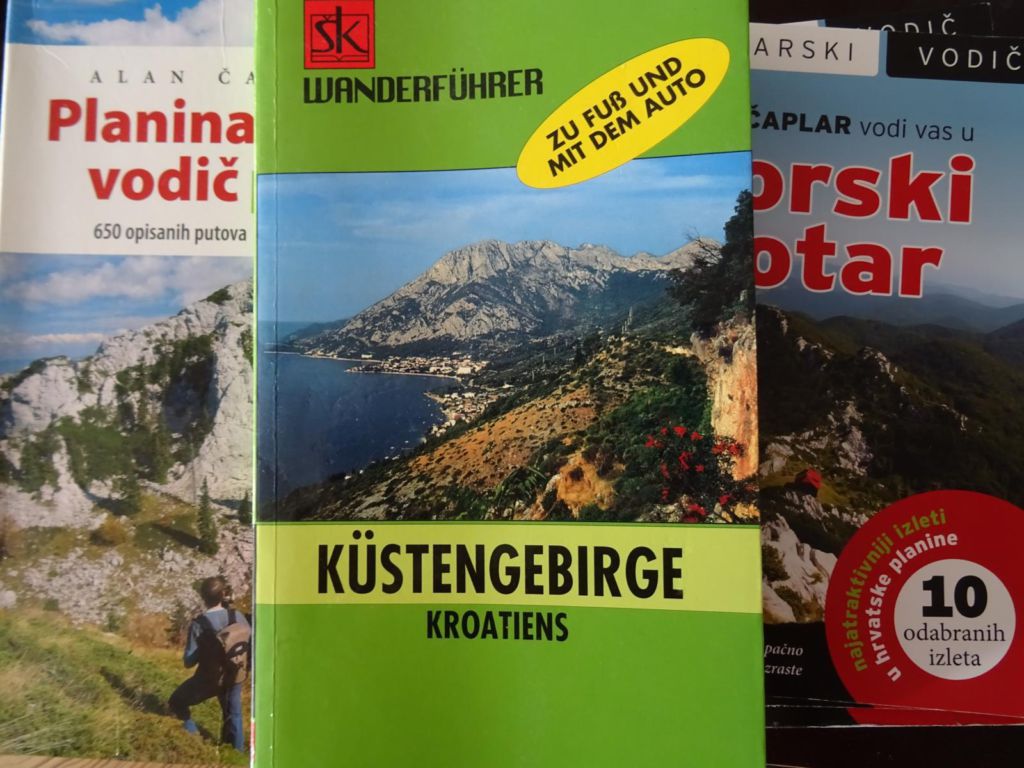 ALAN ČA
Planina
vodič
650 opisanih putova
ŠK
WANDERFÜHRER
ZU FUß UND
MIT DEM AUTO
KÜSTENGEBIRGE
KROATIENS
VODIČ
ARSKI
VODIČ
ČAPLAR vodi vas u
orski
otar
najatraktivniji izleti
u hrvatske planine
10
odabranih
izleta
pačno
zraste